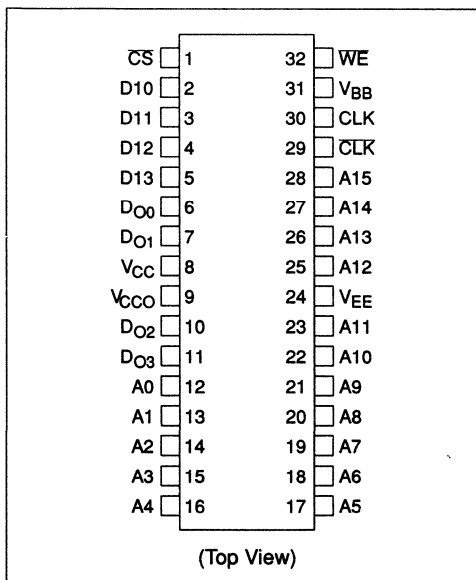 C̅S̅ 1 32 W̅E̅
D10 2 31 VBB
D11 3 30 CLK
D12 4 29 C̅L̅K̅
D13 5 28 A15
DO0 6 27 A14
DO1 7 26 A13
VCC 8 25 A12
VCCO 9 24 VEE
DO2 10 23 A11
DO3 11 22 A10
A0 12 21 A9
A1 13 20 A8
A2 14 19 A7
A3 15 18 A6
A4 16 17 A5
(Top View)